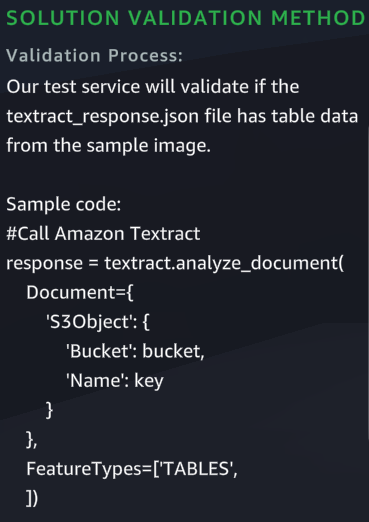 SOLUTION VALIDATION METHOD
Validation Process:
Our test service will validate if the
textract_response.json file has table data
from the sample image.
Sample code:
#Call Amazon Textract
response = textract.analyze_document(
Document={
'S3Object': {
'Bucket': bucket,
'Name': key
}
},
FeatureTypes=['TABLES',
])